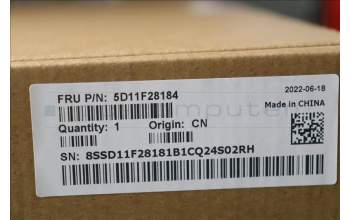 FRU P/N: 5D11F28184
2022-06-18
Made in CHINA
Quantity: 1 Origin: CN
SN: 8SSD11F28181B1CQ24S02RH